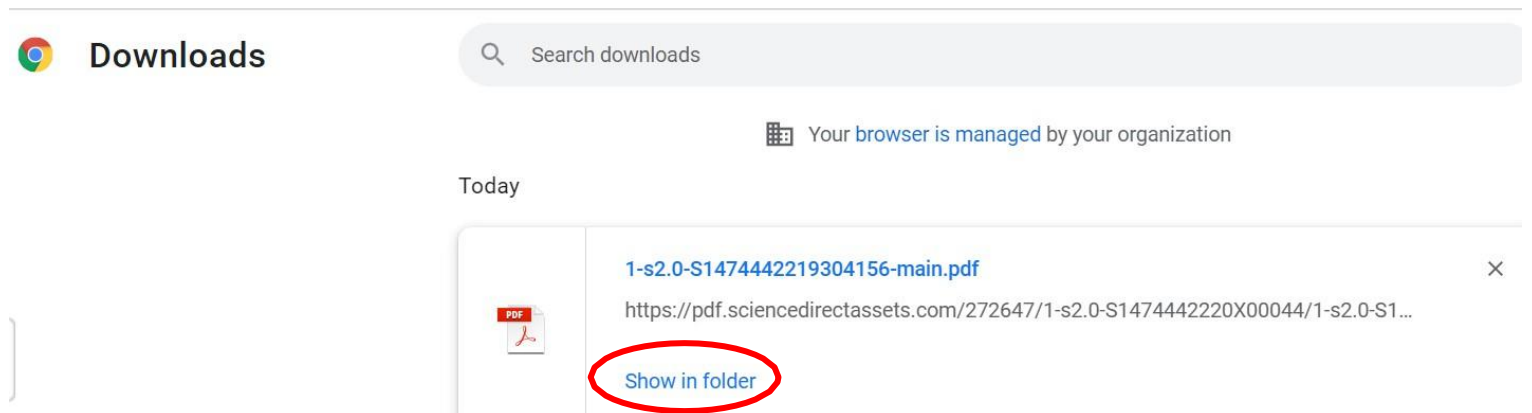 Downloads
Search downloads
Your browser is managed by your organization
Today
1-s2.0-S1474442219304156-main.pdf
https://pdf.sciencedirectassets.com/272647/1-s2.0-S1474442220X00044/1-s2.0-S1...
PDF
Show in folder